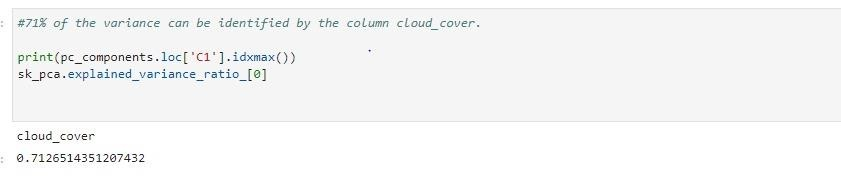 #71% of the variance can be identified by the column cloud_cover.
print(pc_components.loc['C1'].idxmax())
sk_pca.explained_variance_ratio_[0]
cloud_cover
0.7126514351207432